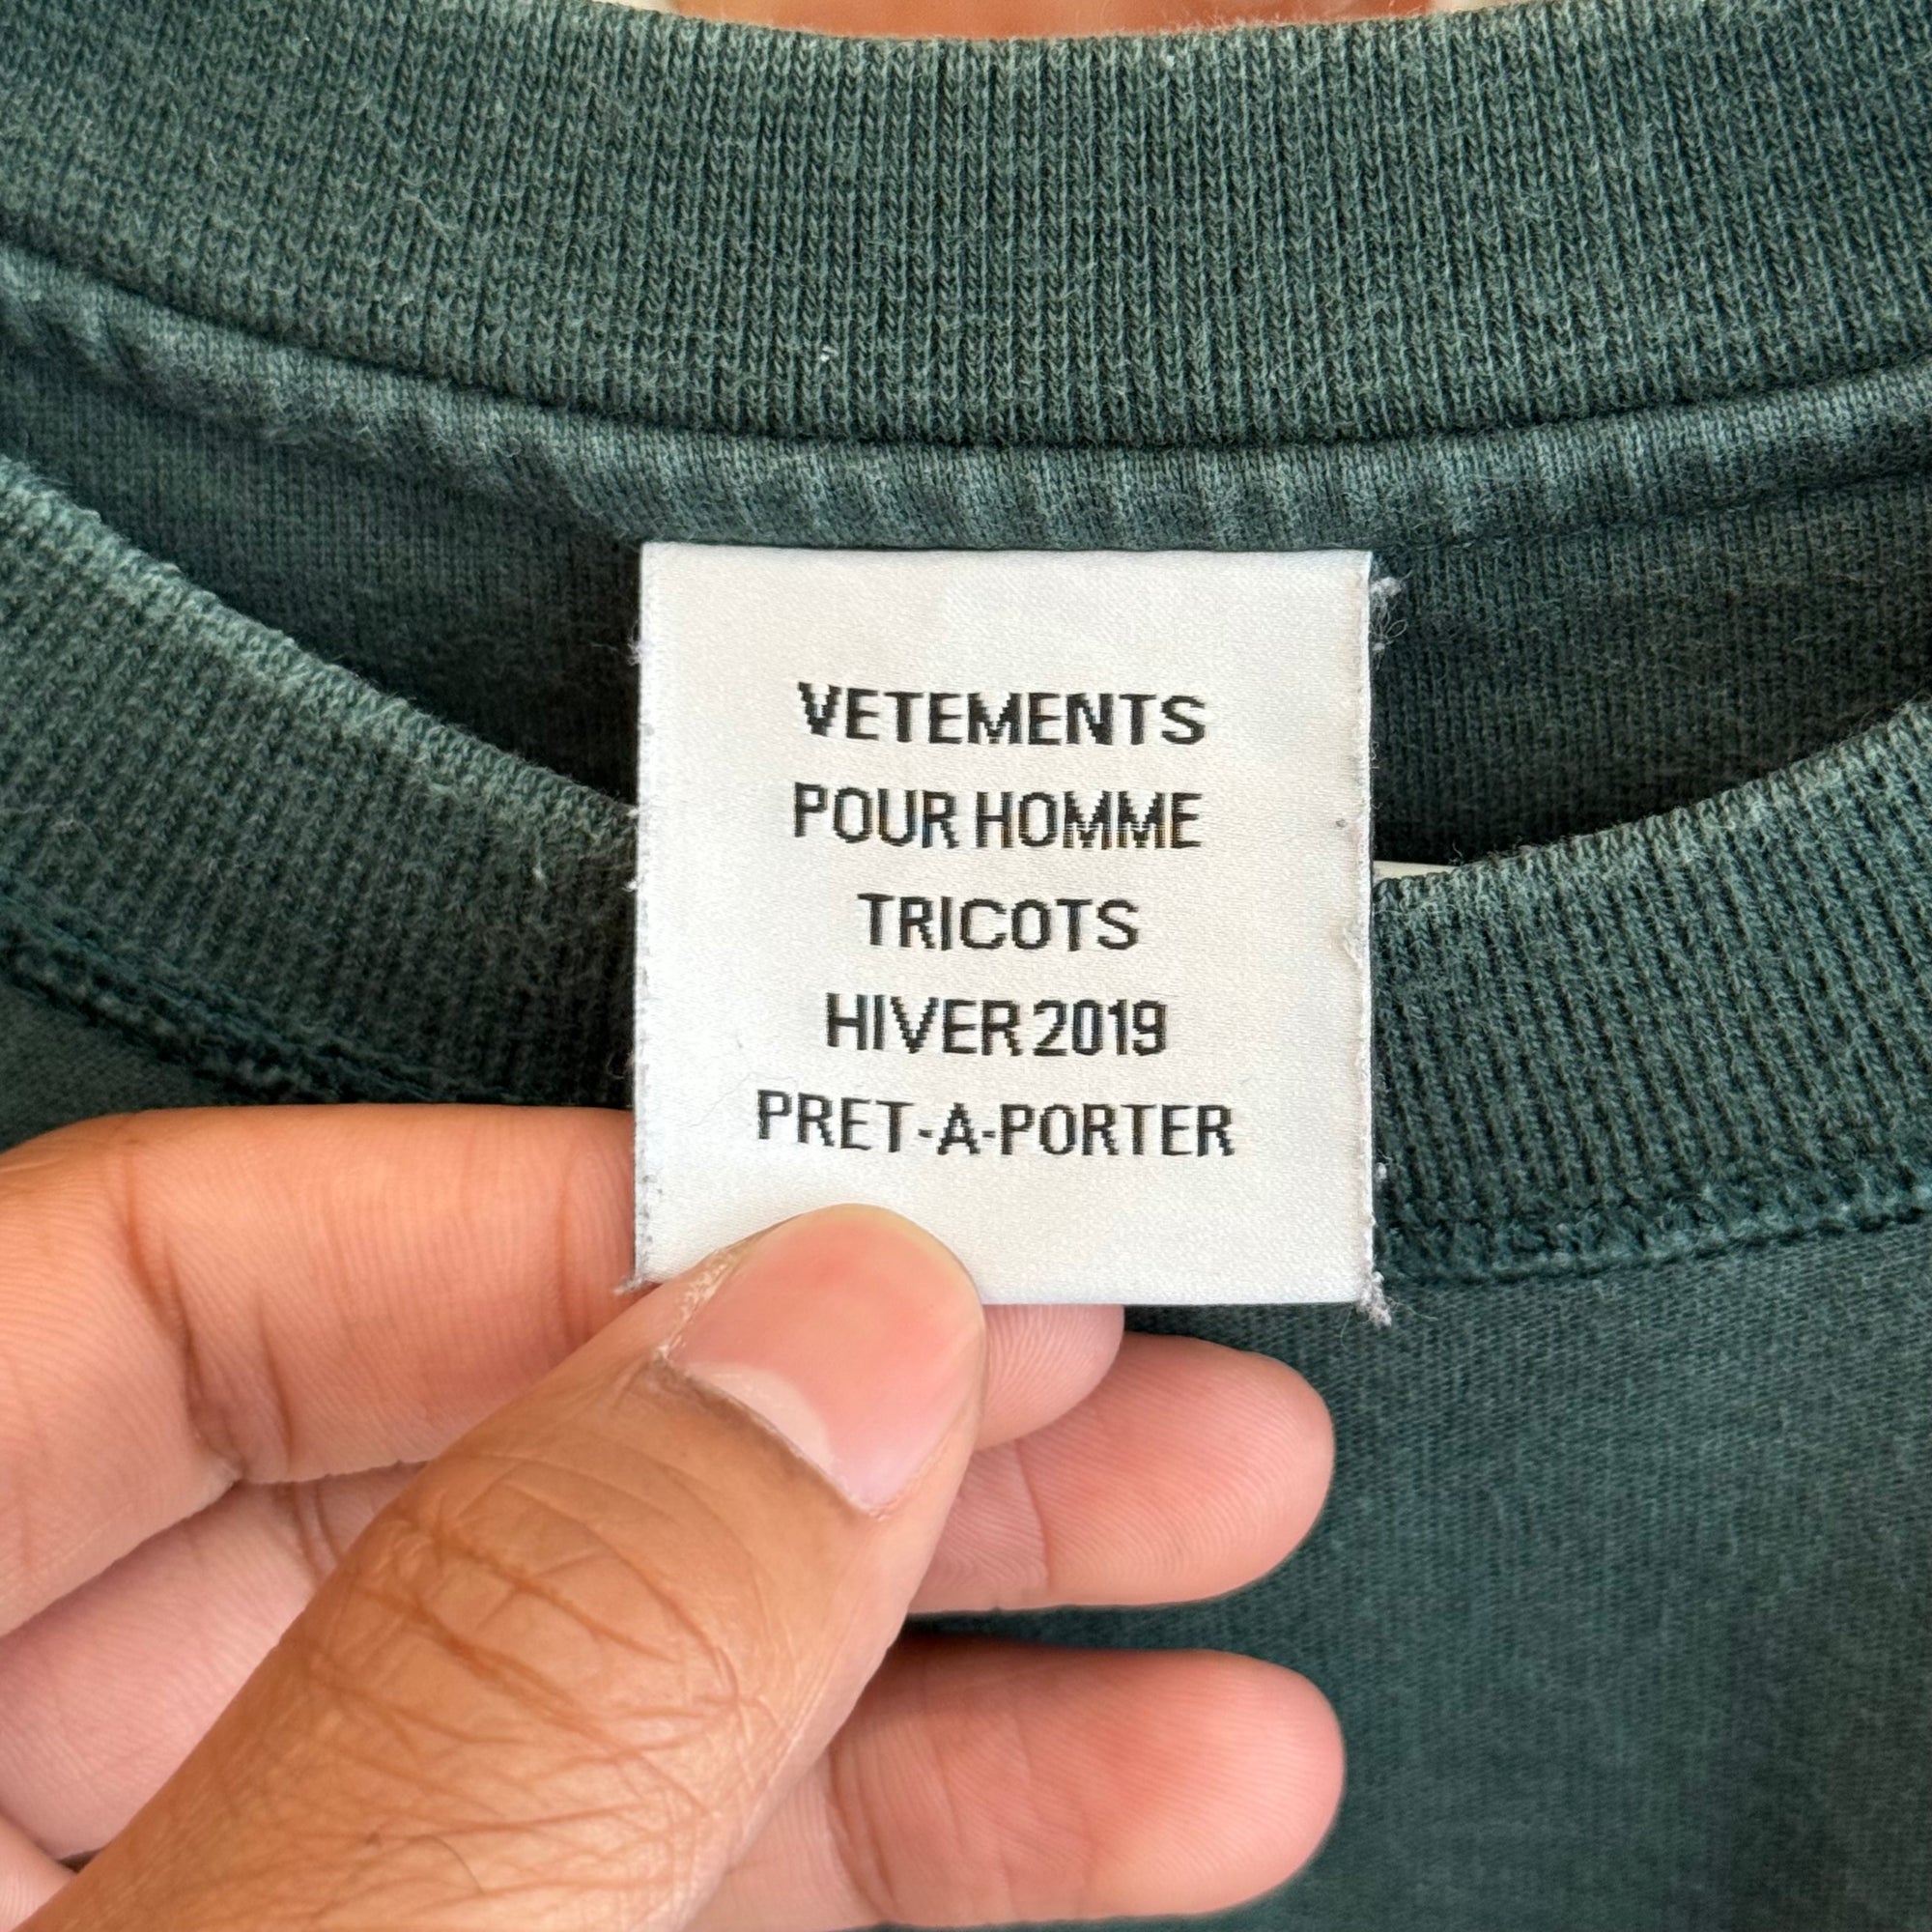 VETEMENTS
POUR HOMME
TRICOTS
HIVER 2019
PRET-A-PORTER